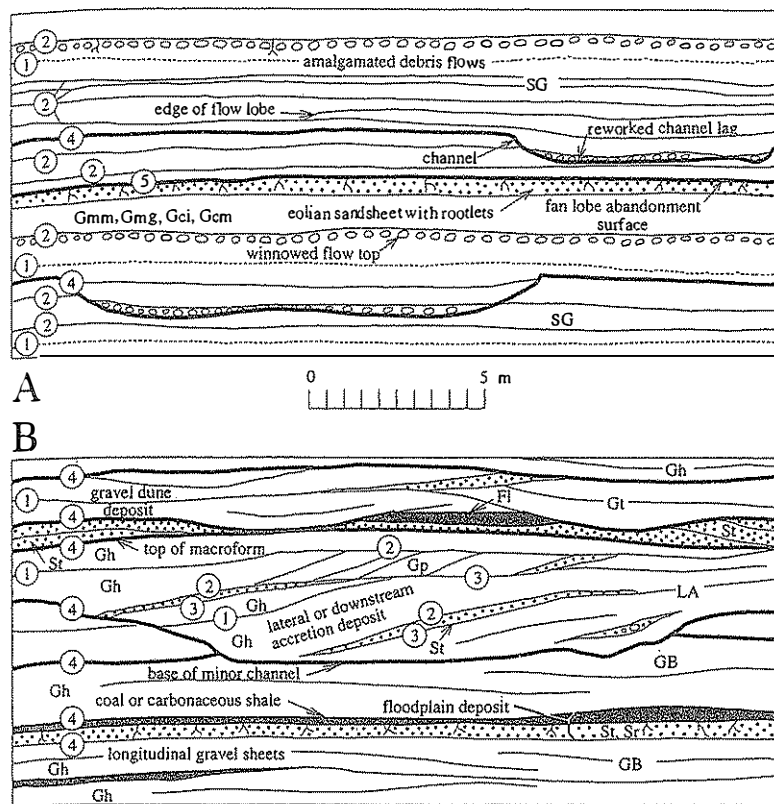 2
1
amalgamated debris flows
SG
2
edge of flow lobe
4
reworked channel lag
2
channel
2
5
Gmm, Gmg, Gci, Gcm
eolian sandsheet with rootlets
fan lobe abandonment
surface
2
winnowed flow top
1
4
2
2
SG
1
A
0 5 m
B
4
Gh
1
gravel dune
deposit
Fl
Gt
4
St
4
St
Gh
top of macroform
2
1
Gp
Gh
2
3
3
Gh
1
LA
4
lateral or downstream
accretion deposit
2
3
St
Gh
4
base of minor channel
GB
Gh
coal or carbonaceous shale
floodplain deposit
4
St, Sr
4
longitudinal gravel sheets
Gh
GB
Gh